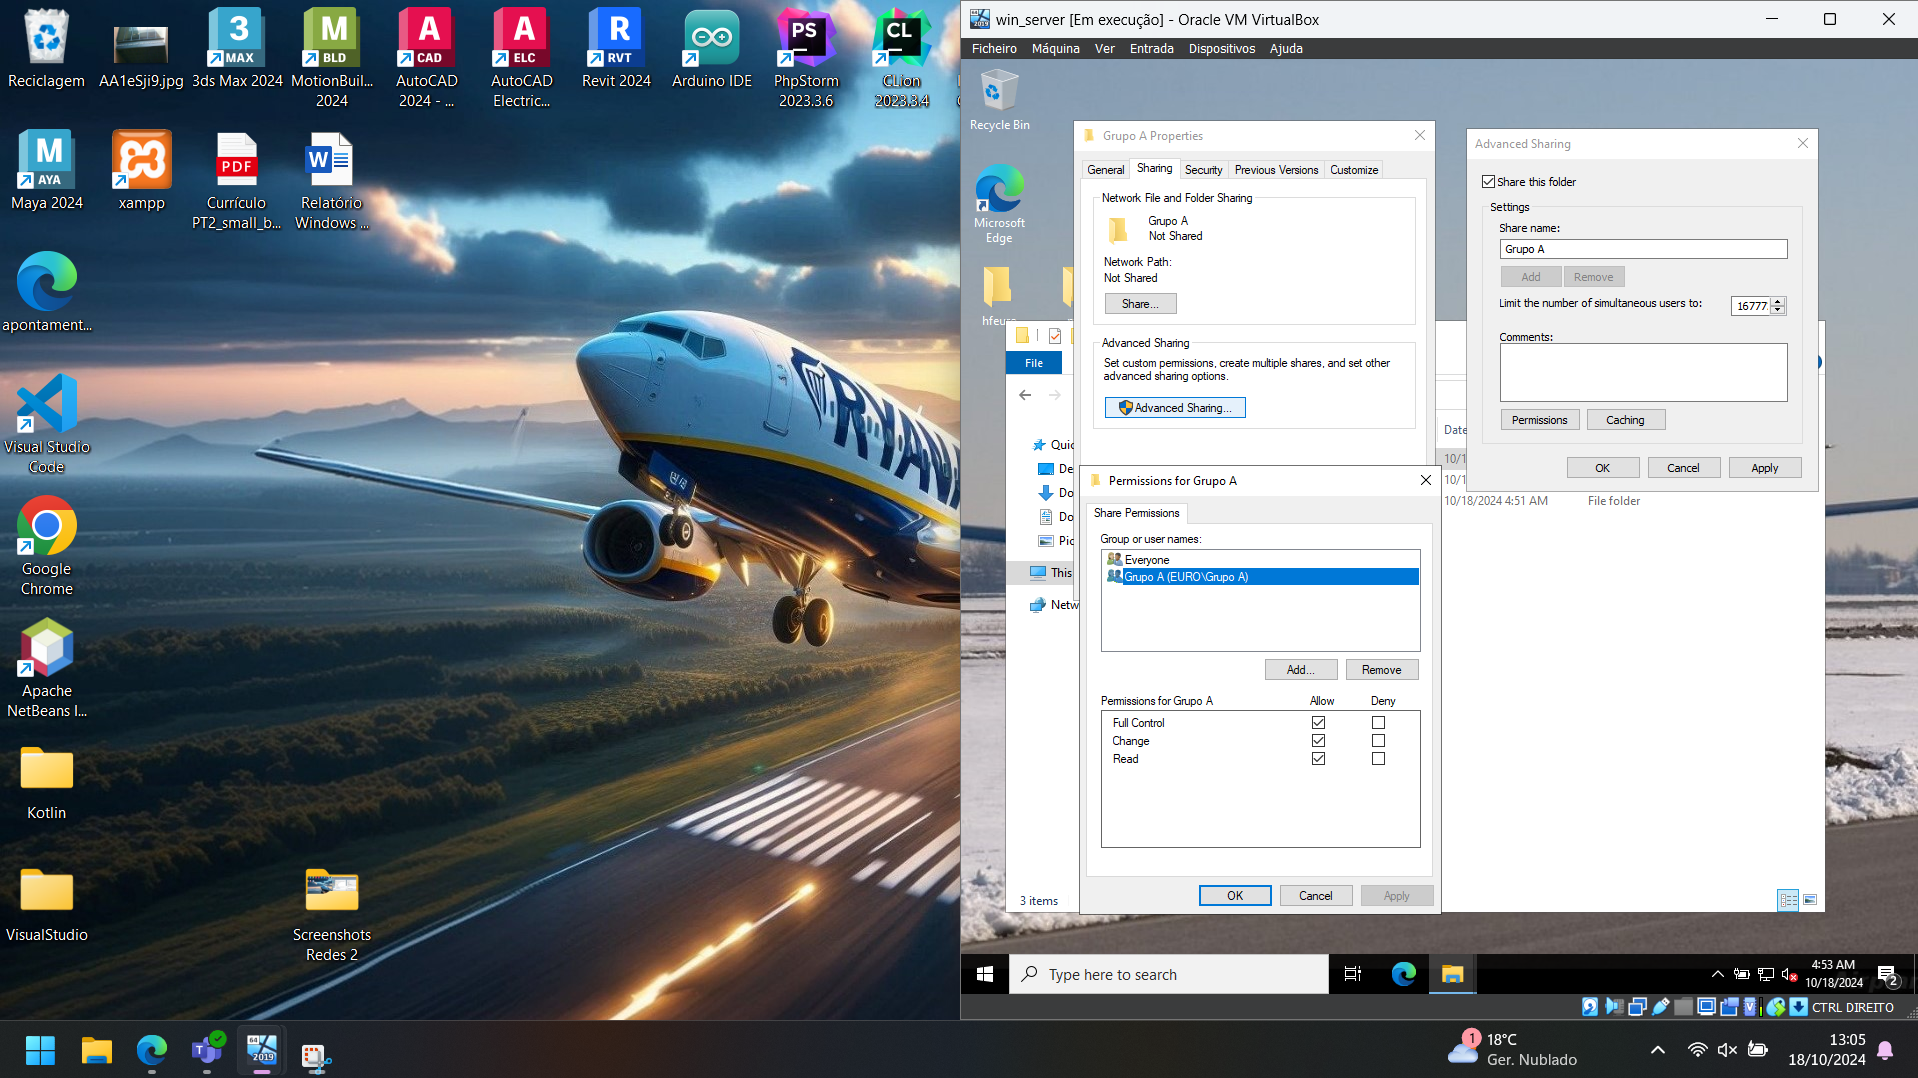 Reciclagem
AA1eSji9.jpg
3ds Max 2024
MotionBuil...
2024
AutoCAD
2024 - ...
AutoCAD
Electric...
Revit 2024
Arduino IDE
PhpStorm
2023.3.6
CLion
2023.3.4
Maya 2024
xampp
Currículo
PT2_small_b...
Relatório
Windows ...
apontament...
Visual Studio
Code
Google
Chrome
Apache
NetBeans I...
Kotlin
VisualStudio
Screenshots
Redes 2
3
MAX
M
BLD
A
CAD
A
ELC
R
RVT
PS
CL
M
AYA
PDF
W
RYAN
win_server [Em execução] - Oracle VM VirtualBox
Ficheiro Máquina Ver Entrada Dispositivos Ajuda
Recycle Bin
Microsoft
Edge
Grupo A Properties
General Sharing Security Previous Versions Customize
Network File and Folder Sharing
Grupo A
Not Shared
Network Path:
Not Shared
Share...
Advanced Sharing
Set custom permissions, create multiple shares, and set other
advanced sharing options.
Advanced Sharing...
Advanced Sharing
Share this folder
Settings
Share name:
Grupo A
Add Remove
Limit the number of simultaneous users to: 16777
Comments:
Permissions Caching
OK Cancel Apply
File
Quic
De
Do
Do
Pic
This
Netw
Date
10/1
10/1
10/18/2024 4:51 AM File folder
3 items
Permissions for Grupo A
Share Permissions
Group or user names:
Everyone
Grupo A (EURO\Grupo A)
Add... Remove
Permissions for Grupo A Allow Deny
Full Control
Change
Read
OK Cancel Apply
Type here to search
4:53 AM
10/18/2024
2
CTRL DIREITO
64
2019
1
18°C
Ger. Nublado
13:05
18/10/2024